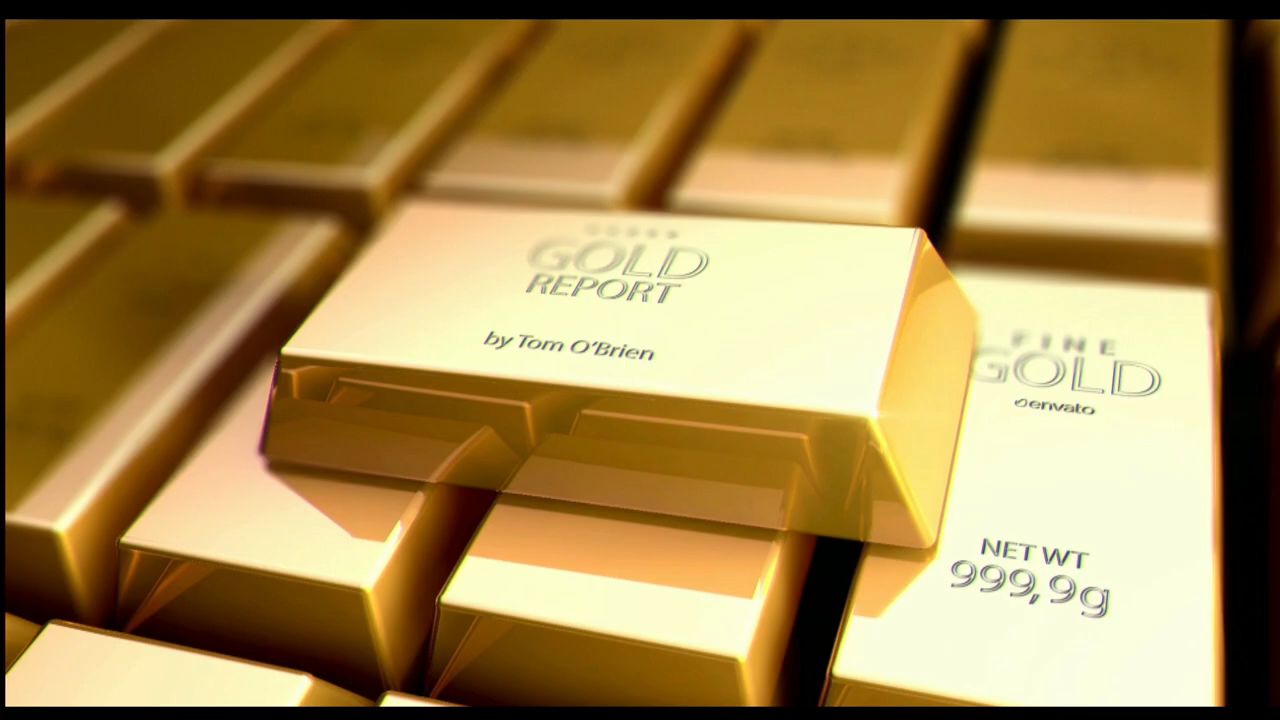 GOLD
REPORT
by Tom O'Brien
FINE
GOLD
envato
NET WT
999,9g